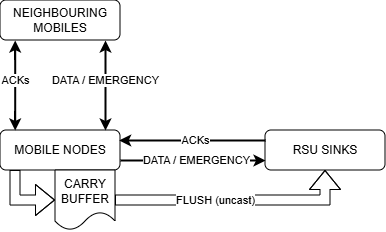 NEIGHBOURING
MOBILES
ACKs
DATA / EMERGENCY
ACKs
MOBILE NODES
RSU SINKS
DATA / EMERGENCY
CARRY
BUFFER
FLUSH (uncast)